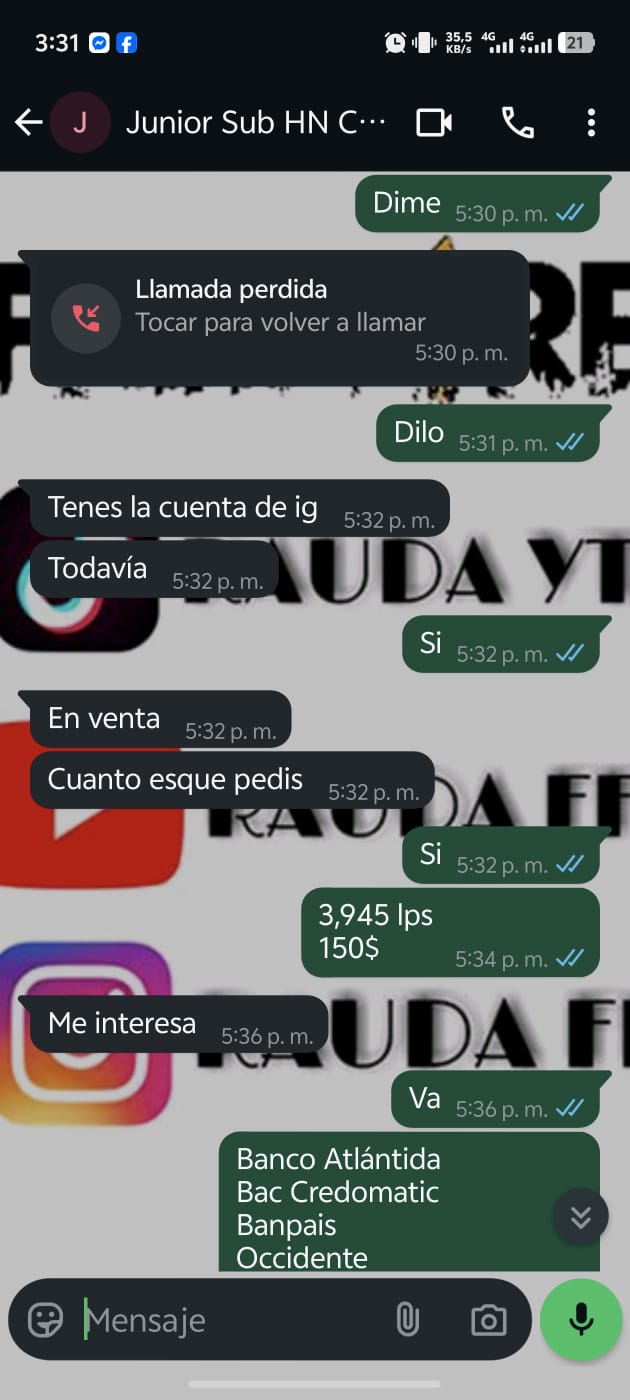 3:31
35,5 KB/s 4G 4G 21
J Junior Sub HN C...
Dime 5:30 p. m.
Llamada perdida
Tocar para volver a llamar
5:30 p. m.
RE
Dilo 5:31 p. m.
Tenes la cuenta de ig 5:32 p. m.
Todavía 5:32 p. m.
RAUDA YT
Si 5:32 p. m.
En venta 5:32 p. m.
Cuanto esque pedis 5:32 p. m.
RAUDA FF
Si 5:32 p. m.
3,945 lps
150$ 5:34 p. m.
Me interesa 5:36 p. m.
RAUDA F
Va 5:36 p. m.
Banco Atlántida
Bac Credomatic
Banpais
Occidente
Mensaje